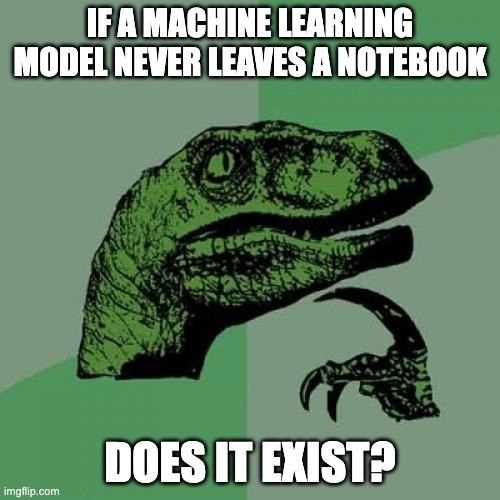 IF A MACHINE LEARNING
MODEL NEVER LEAVES A NOTEBOOK
DOES IT EXIST?
imgflip.com